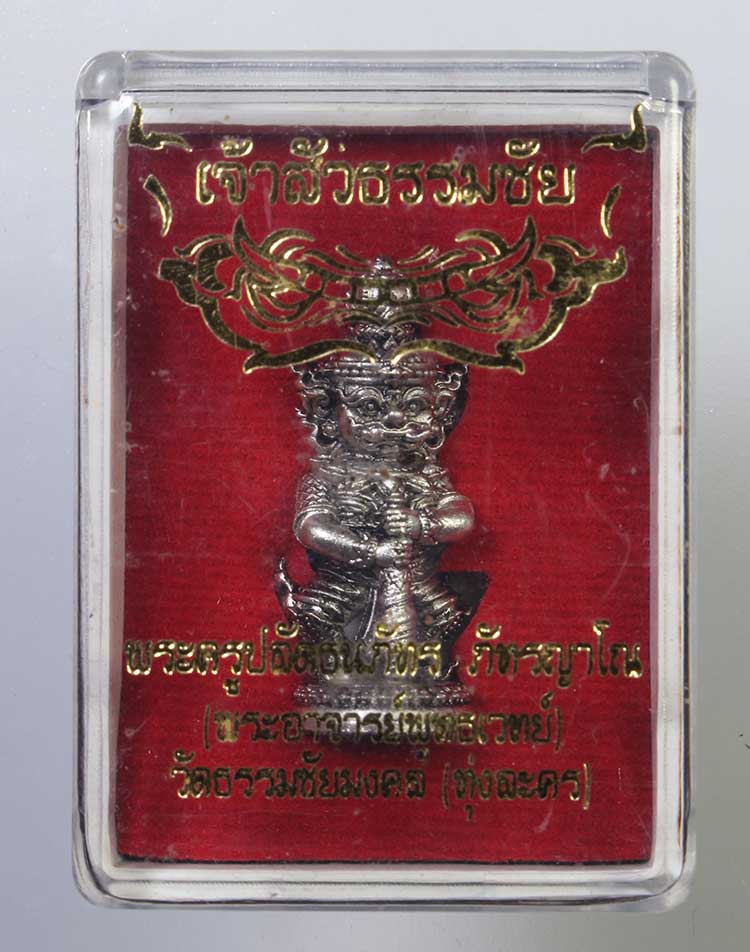 เจ้าสัวธรรมชัย
พระครูปลัดธนภัทร ภัทรญาโณ
(พระอาจารย์พุทธเวทย์)
วัดธรรมชัยมงคล (ทุ่งละคร)